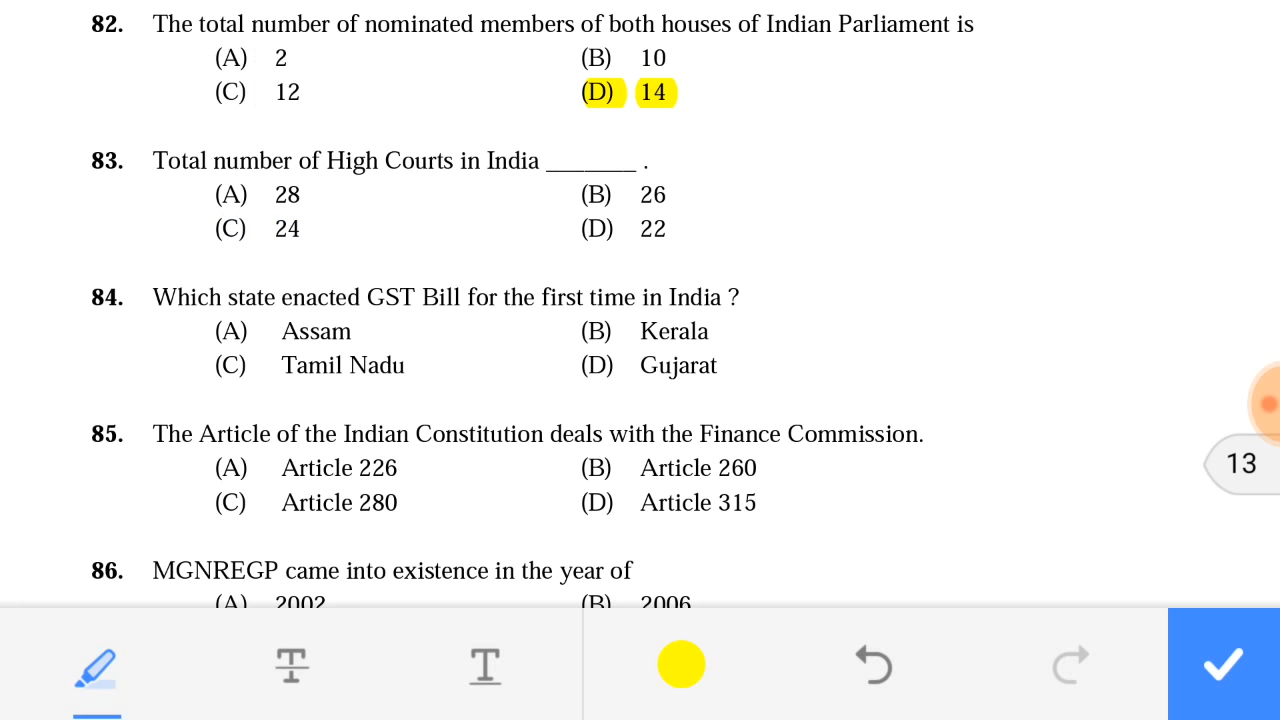 82. The total number of nominated members of both houses of Indian Parliament is
(A) 2 (B) 10
(C) 12 (D) 14
83. Total number of High Courts in India _______ .
(A) 28 (B) 26
(C) 24 (D) 22
84. Which state enacted GST Bill for the first time in India ?
(A) Assam (B) Kerala
(C) Tamil Nadu (D) Gujarat
85. The Article of the Indian Constitution deals with the Finance Commission.
(A) Article 226 (B) Article 260
(C) Article 280 (D) Article 315
13
86. MGNREGP came into existence in the year of
(A) 2002 (B) 2006
T T